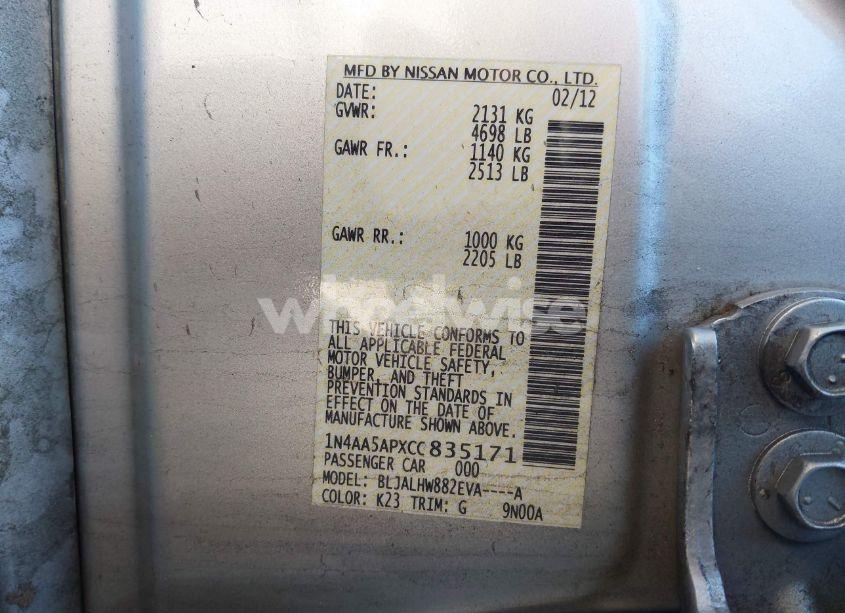 MFD BY NISSAN MOTOR CO., LTD.
DATE: 02/12
GVWR: 2131 KG
4698 LB
GAWR FR.: 1140 KG
2513 LB
GAWR RR.: 1000 KG
2205 LB
wheelwise
THIS VEHICLE CONFORMS TO
ALL APPLICABLE FEDERAL
MOTOR VEHICLE SAFETY,
BUMPER, AND THEFT
PREVENTION STANDARDS IN
EFFECT ON THE DATE OF
MANUFACTURE SHOWN ABOVE.
1N4AA5APXCC835171
PASSENGER CAR 000
MODEL: BLJALHW882EVA----A
COLOR: K23 TRIM: G 9N00A